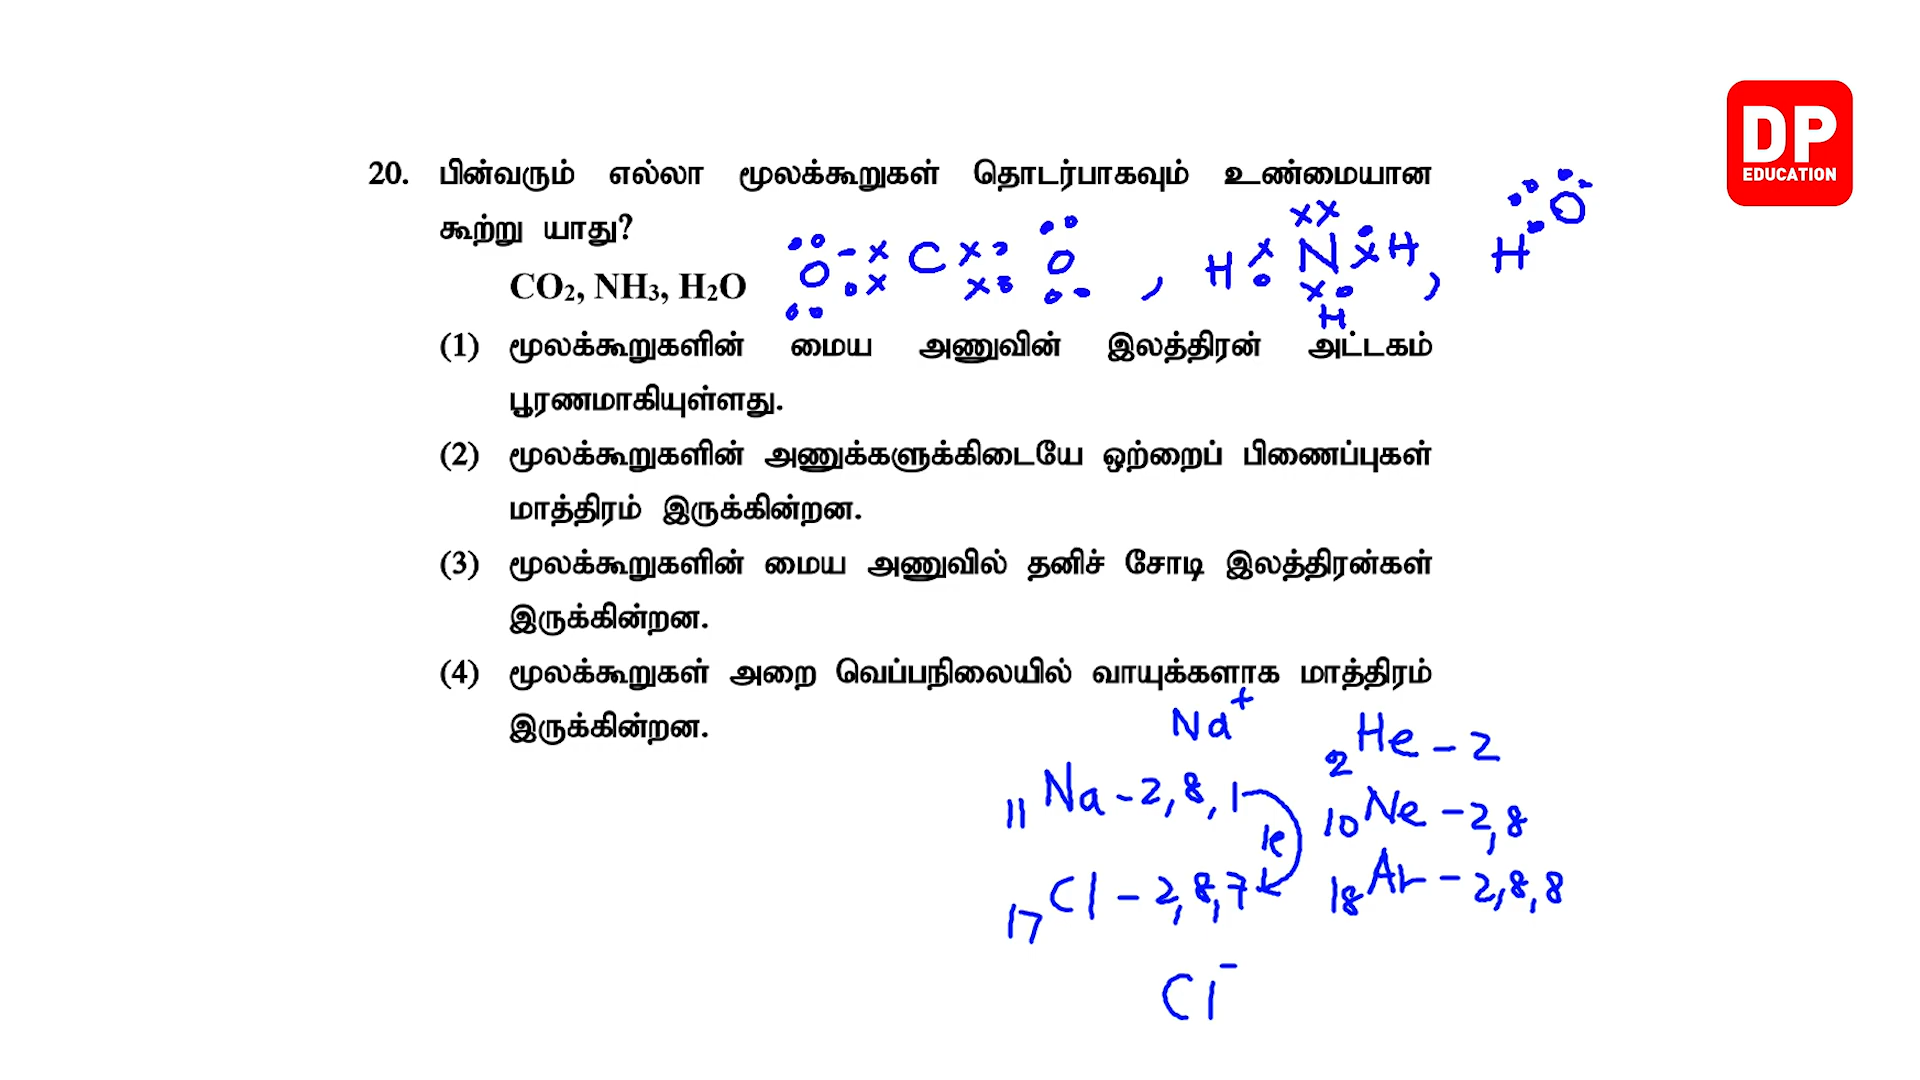 DP
EDUCATION
20. பின்வரும் எல்லா மூலக்கூறுகள் தொடர்பாகவும் உண்மையான
கூற்று யாது?
CO₂, NH₃, H₂O
O C O , H N H , H O
H
(1) மூலக்கூறுகளின் மைய அணுவின் இலத்திரன் அட்டகம்
பூரணமாகியுள்ளது.
(2) மூலக்கூறுகளின் அணுக்களுக்கிடையே ஒற்றைப் பிணைப்புகள்
மாத்திரம் இருக்கின்றன.
(3) மூலக்கூறுகளின் மைய அணுவில் தனிச் சோடி இலத்திரன்கள்
இருக்கின்றன.
(4) மூலக்கூறுகள் அறை வெப்பநிலையில் வாயுக்களாக மாத்திரம்
இருக்கின்றன.
Na⁺
₂He – 2
₁₁Na – 2, 8, 1
₁₀Ne – 2, 8
1e
₁₇Cl – 2, 8, 7
₁₈Ar – 2, 8, 8
Cl⁻